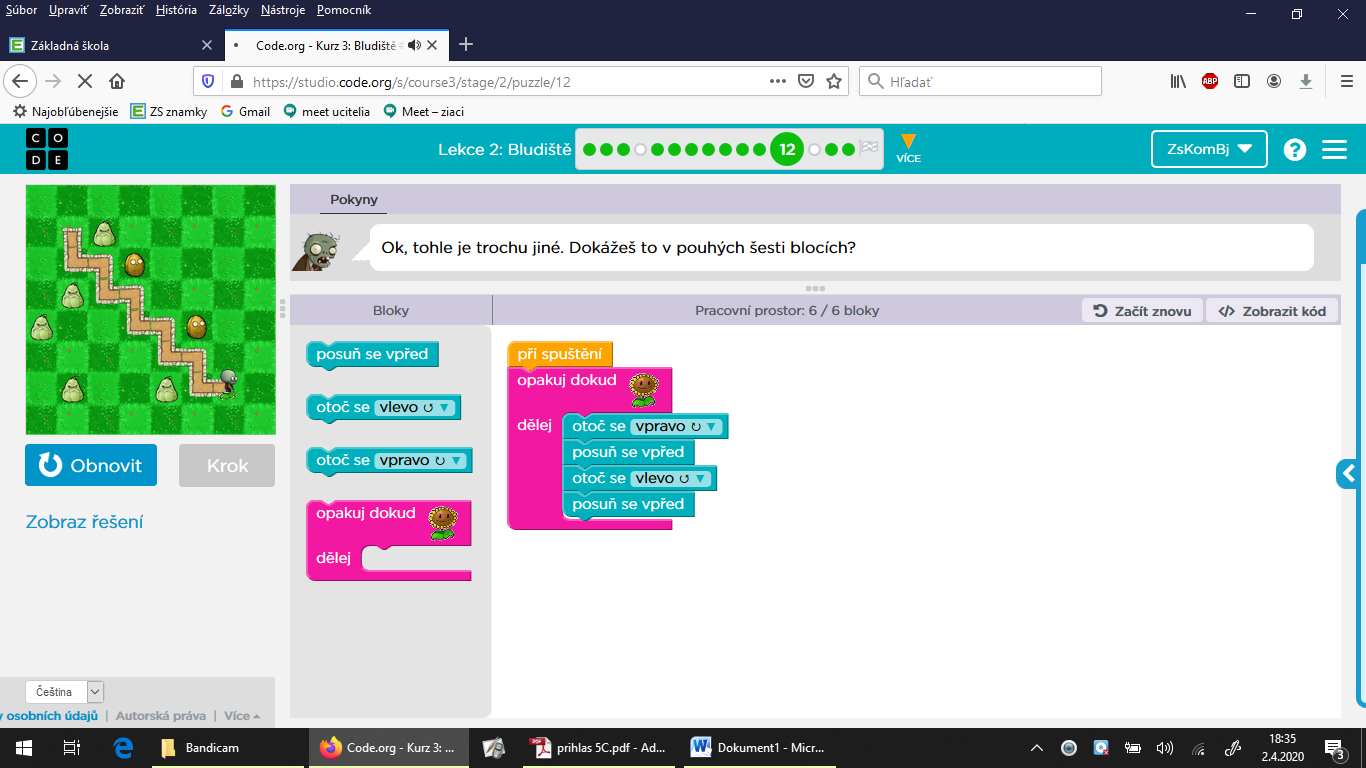 Súbor Upraviť Zobraziť História Záložky Nástroje Pomocník
Základná škola
Code.org - Kurz 3: Bludiště
https://studio.code.org/s/course3/stage/2/puzzle/12
Hľadať
ABP
Najobľúbenejšie ZS znamky Gmail meet ucitelia Meet – ziaci
CODE
Lekce 2: Bludiště
12
VÍCE
ZsKomBj
?
Pokyny
Ok, tohle je trochu jiné. Dokážeš to v pouhých šesti blocích?
Bloky
Pracovní prostor: 6 / 6 bloky
Začít znovu
Zobrazit kód
posuň se vpřed
otoč se vlevo ↺ ▼
otoč se vpravo ↻ ▼
opakuj dokud
dělej
při spuštění
opakuj dokud
dělej
otoč se vpravo ↻ ▼
posuň se vpřed
otoč se vlevo ↺ ▼
posuň se vpřed
Obnovit
Krok
Zobraz řešení
Čeština
y osobních údajů | Autorská práva | Více
Bandicam
Code.org - Kurz 3: ...
prihlas 5C.pdf - Ad...
Dokument1 - Micr...
18:35
2.4.2020
3